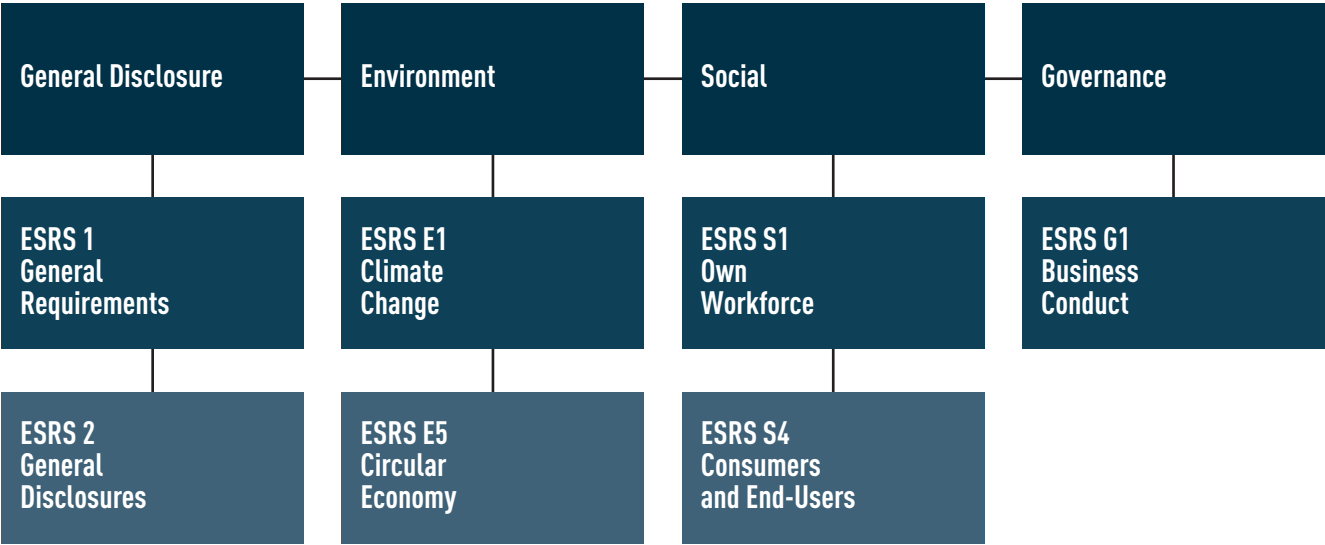 General Disclosure
Environment
Social
Governance
ESRS 1
General
Requirements
ESRS E1
Climate
Change
ESRS S1
Own
Workforce
ESRS G1
Business
Conduct
ESRS 2
General
Disclosures
ESRS E5
Circular
Economy
ESRS S4
Consumers
and End-Users